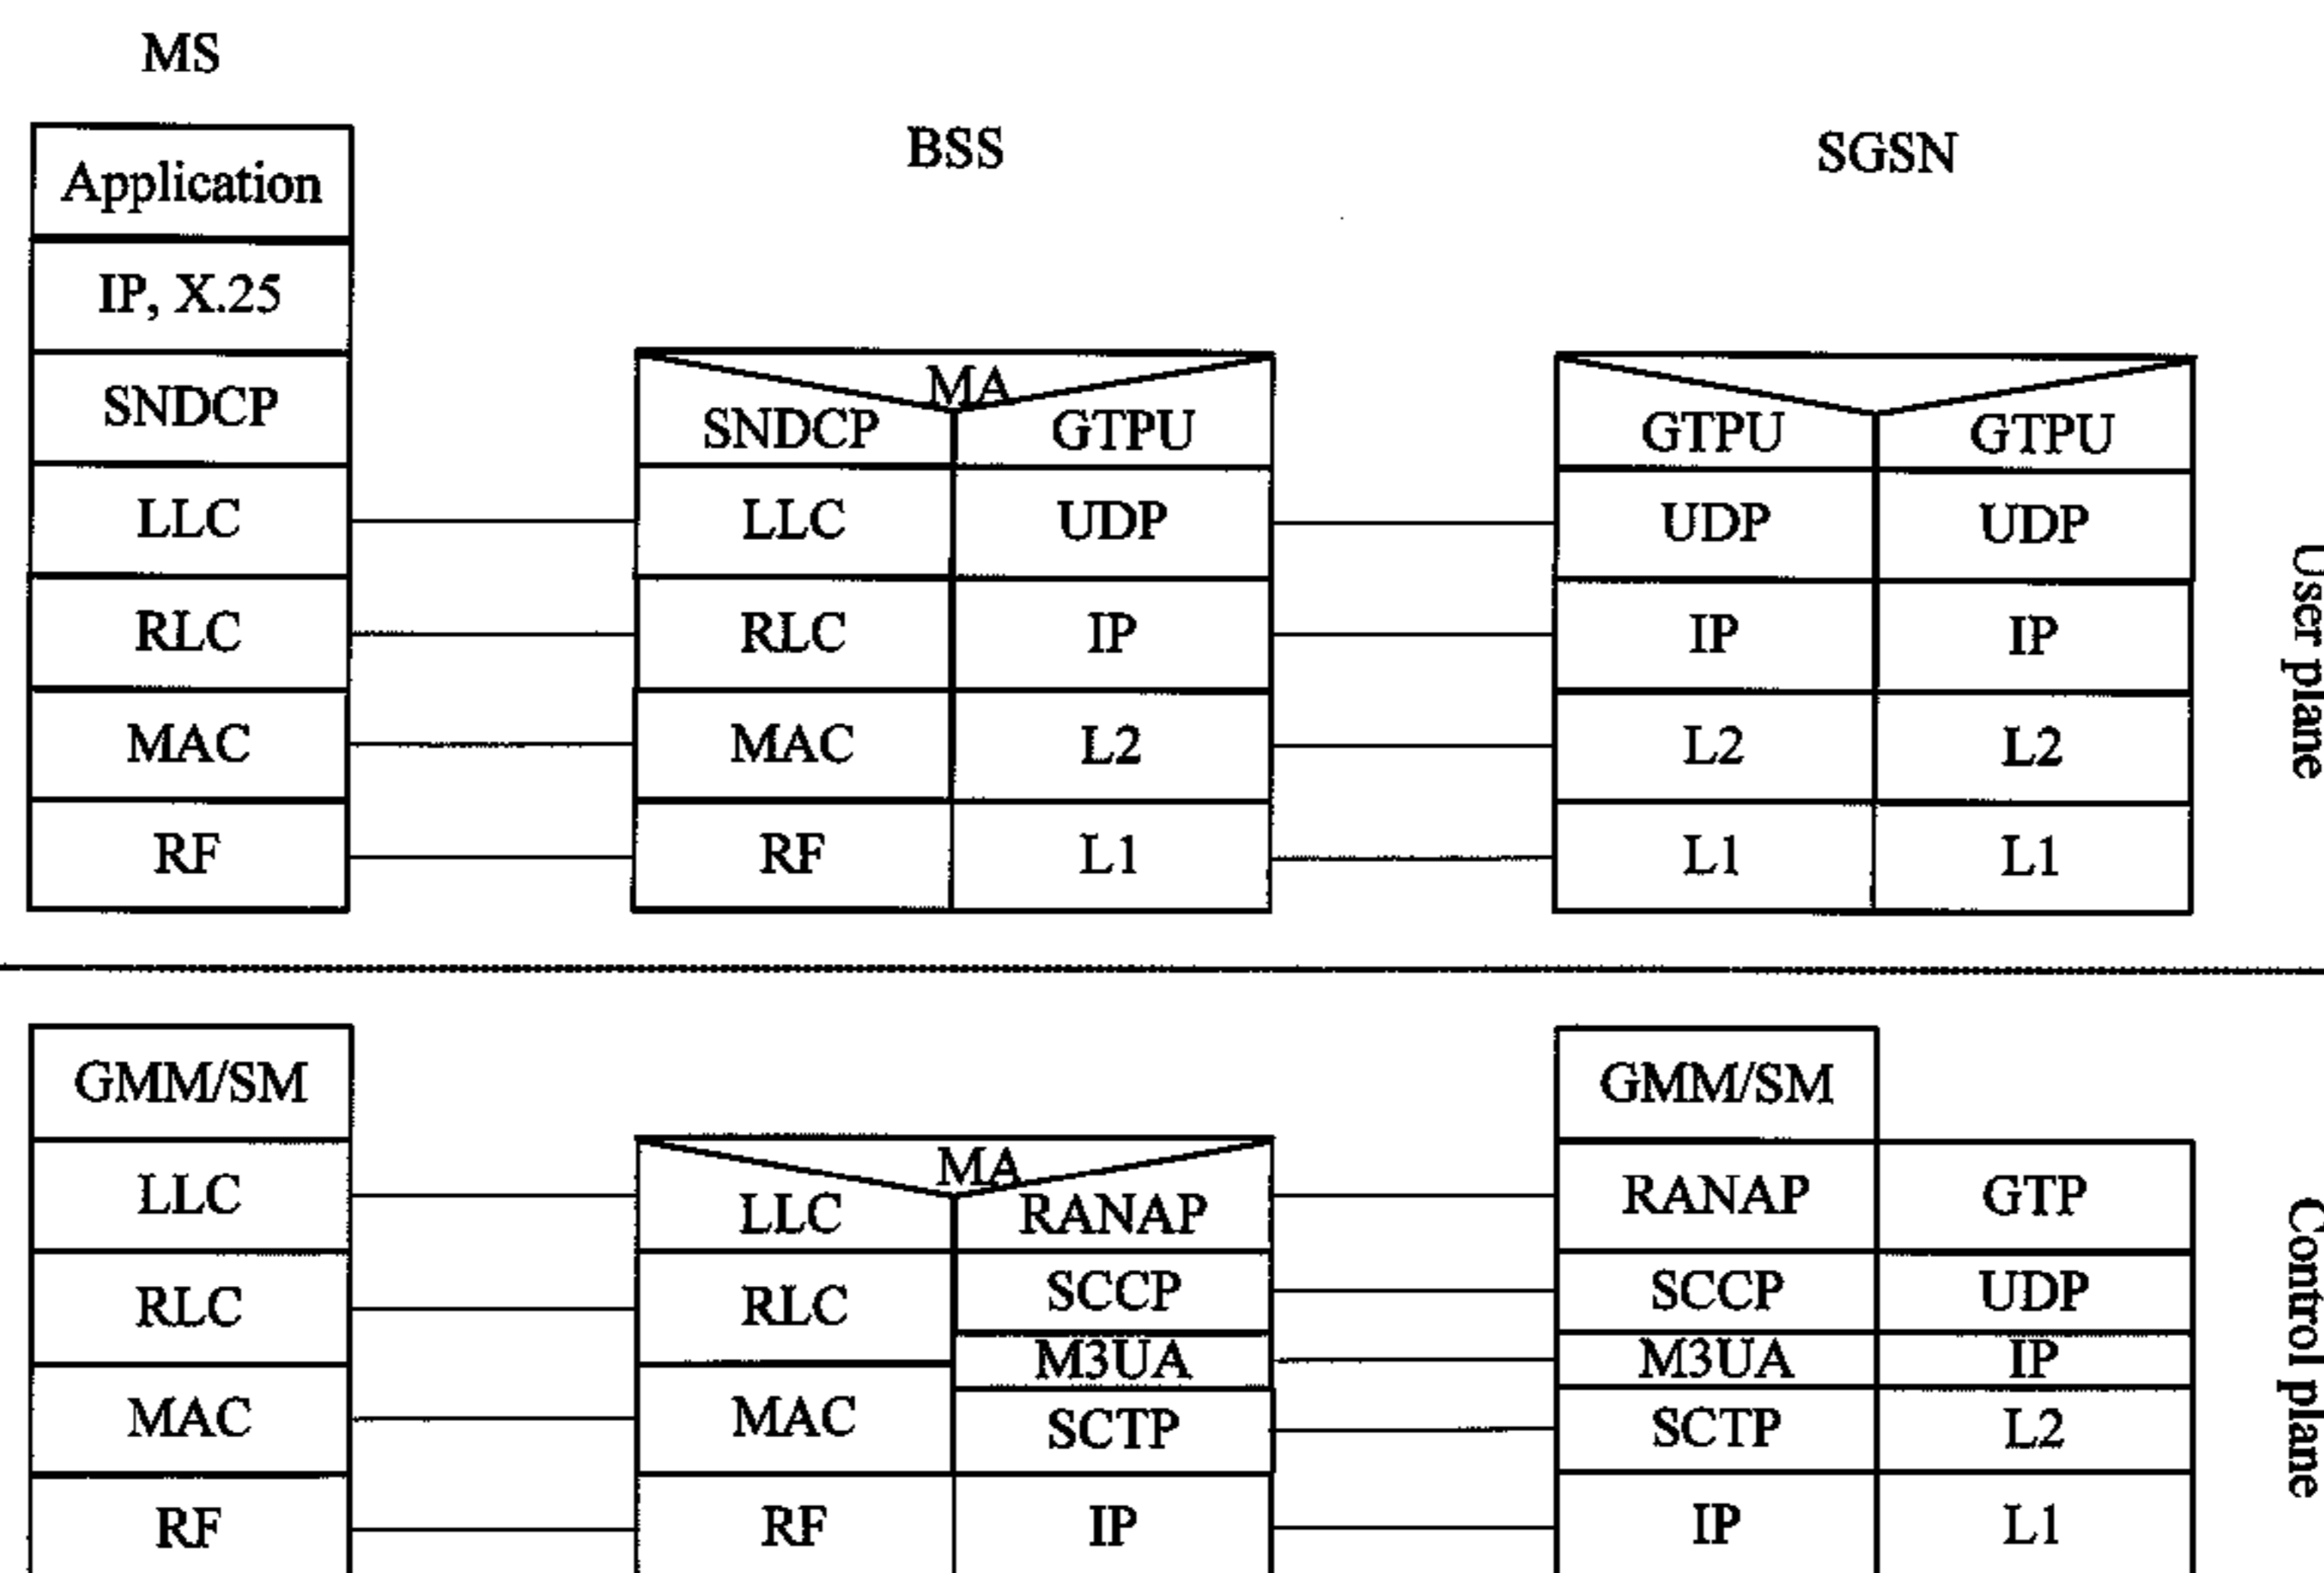 MS
BSS
SGSN
Application
IP, X.25
SNDCP
LLC
RLC
MAC
RF
MA
SNDCP
GTPU
LLC
UDP
RLC
IP
MAC
L2
RF
L1
GTPU
GTPU
UDP
UDP
IP
IP
L2
L2
L1
L1
User plane
GMM/SM
LLC
RLC
MAC
RF
MA
LLC
RANAP
RLC
SCCP
M3UA
MAC
SCTP
RF
IP
GMM/SM
RANAP
GTP
SCCP
UDP
M3UA
IP
SCTP
L2
IP
L1
Control plane